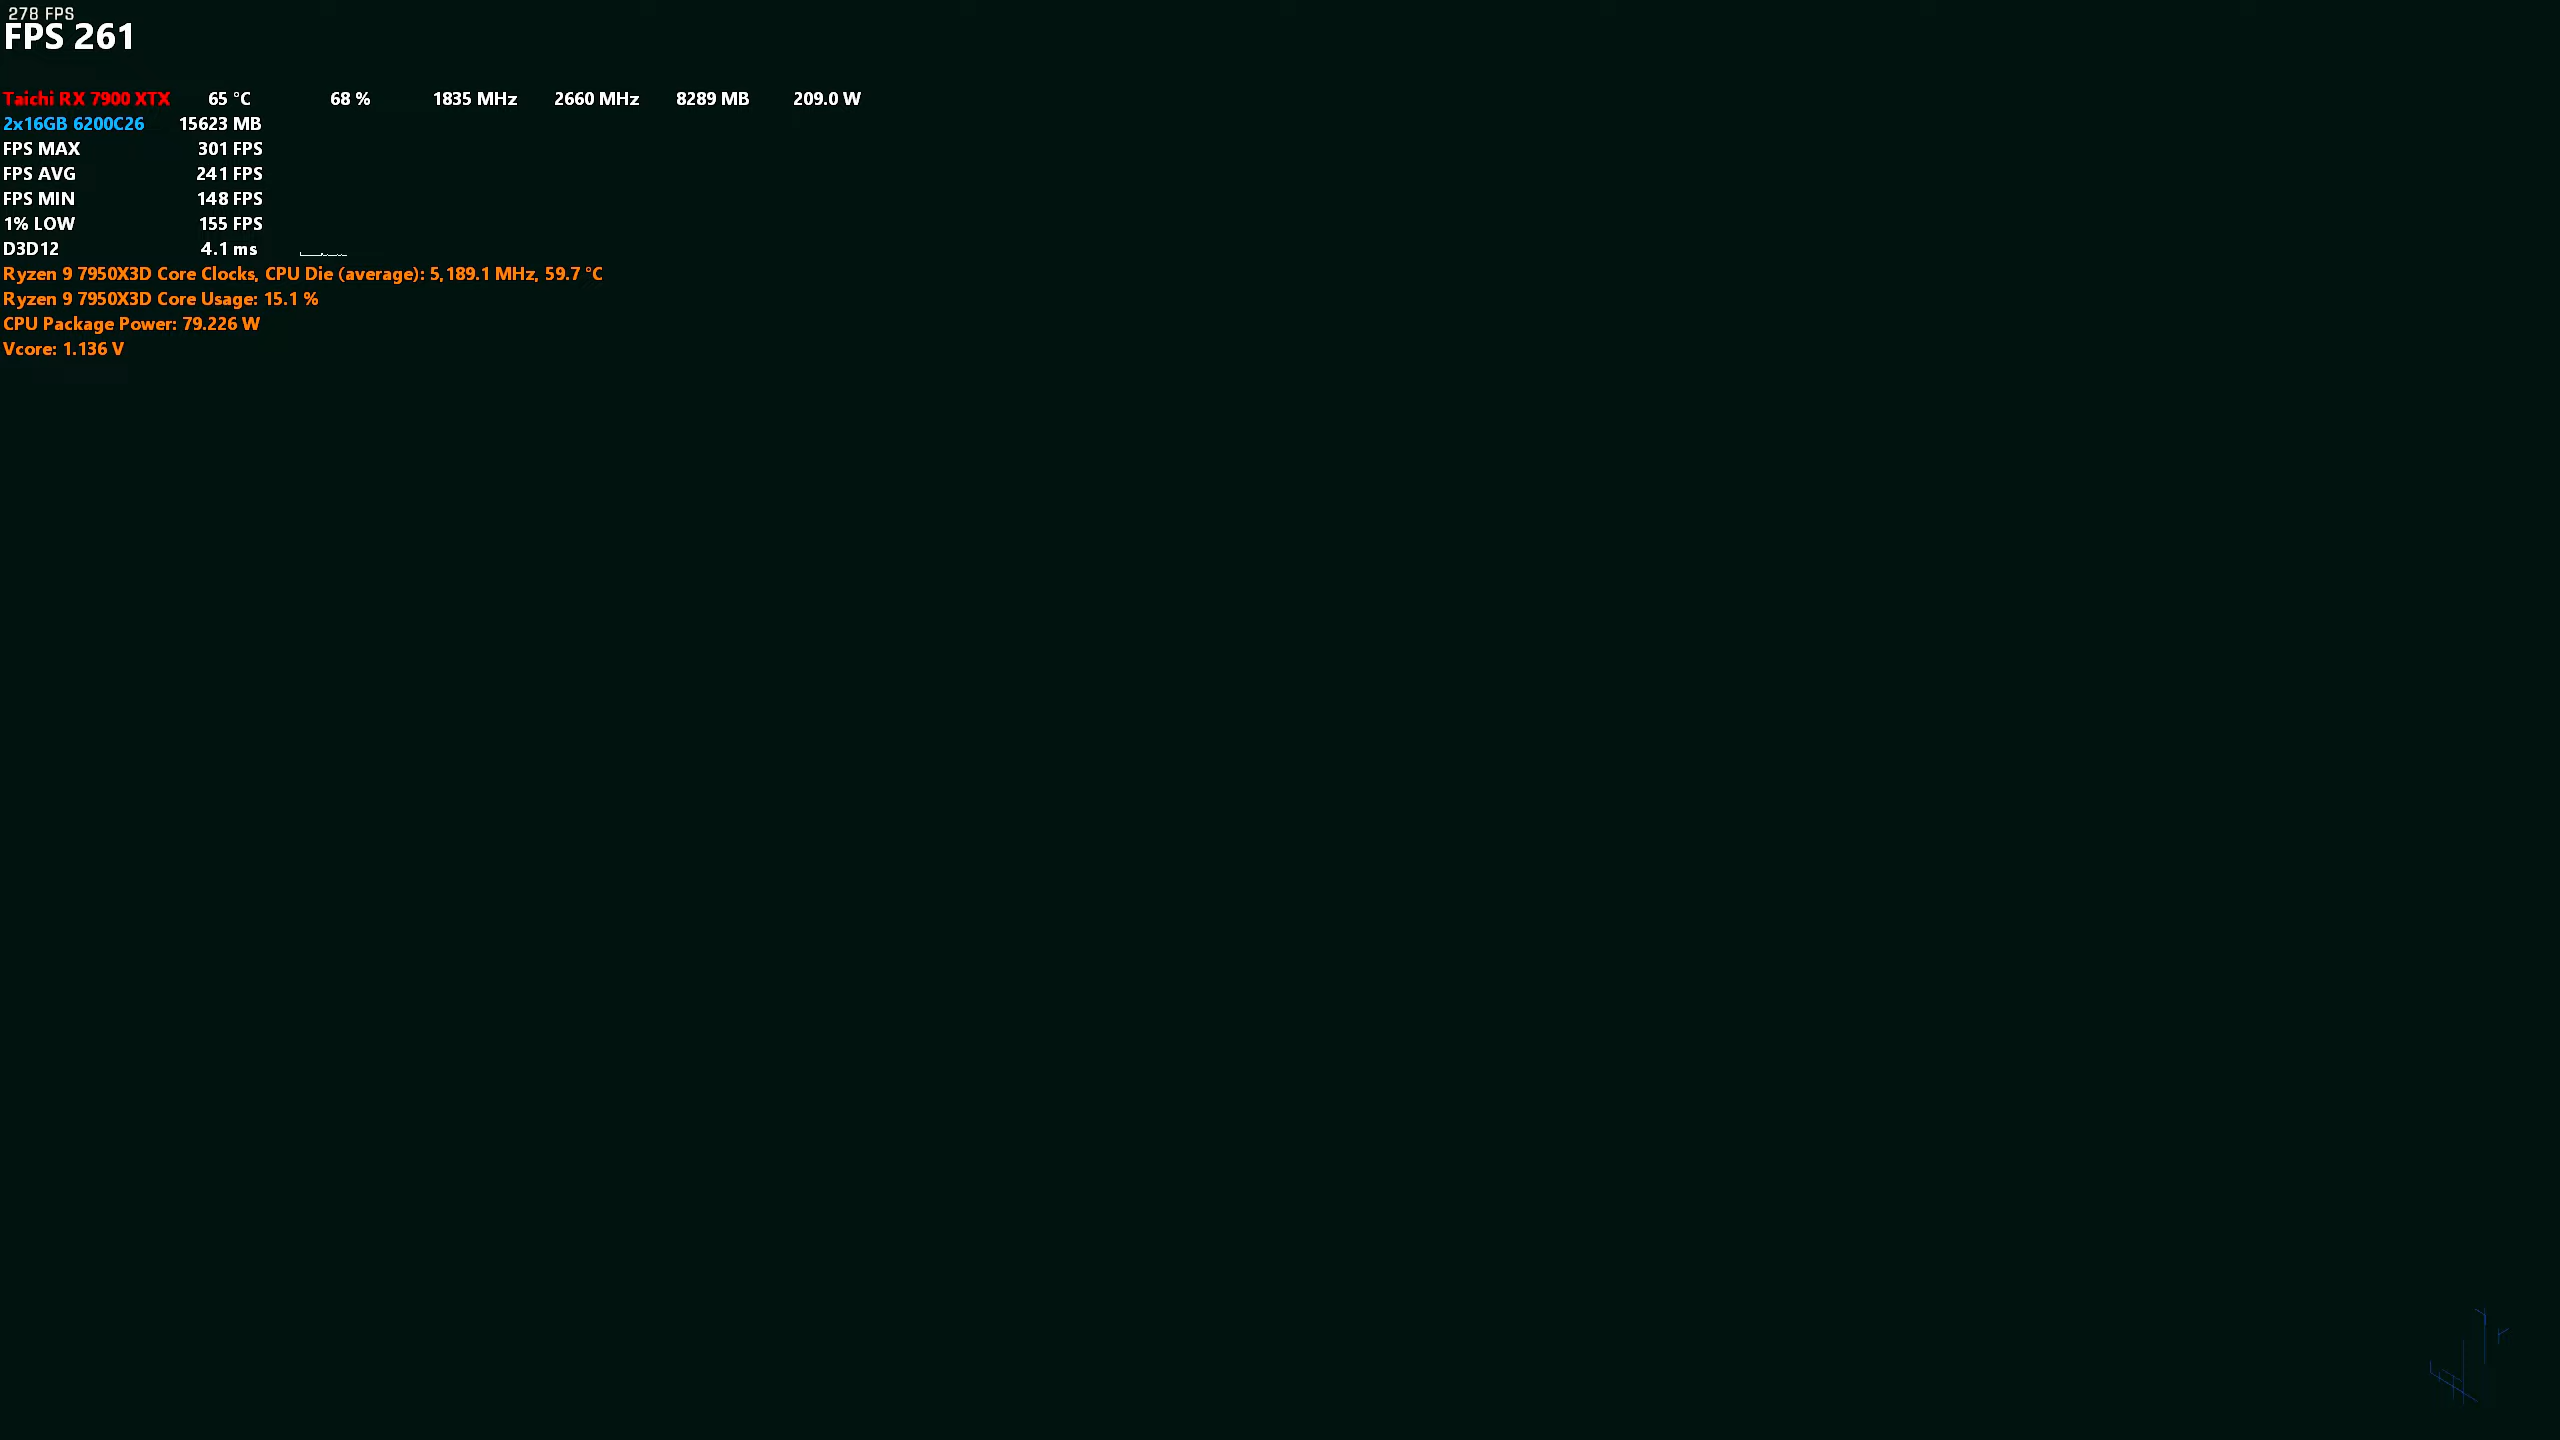 278 FPS
FPS 261
Taichi RX 7900 XTX 65 °C 68 % 1835 MHz 2660 MHz 8289 MB 209.0 W
2x16GB 6200C26 15623 MB
FPS MAX 301 FPS
FPS AVG 241 FPS
FPS MIN 148 FPS
1% LOW 155 FPS
D3D12 4.1 ms
Ryzen 9 7950X3D Core Clocks, CPU Die (average): 5,189.1 MHz, 59.7 °C
Ryzen 9 7950X3D Core Usage: 15.1 %
CPU Package Power: 79.226 W
Vcore: 1.136 V